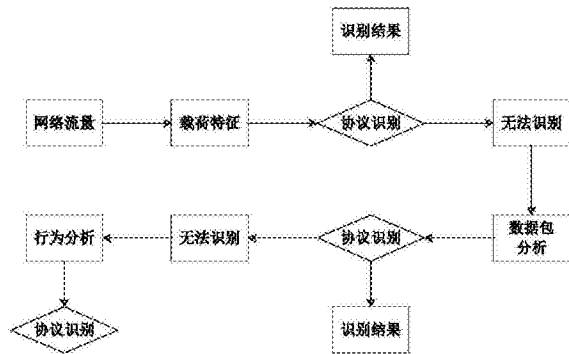 识别结果
网络流量
载荷特征
协议识别
无法识别
行为分析
无法识别
协议识别
数据包
分析
协议识别
识别结果